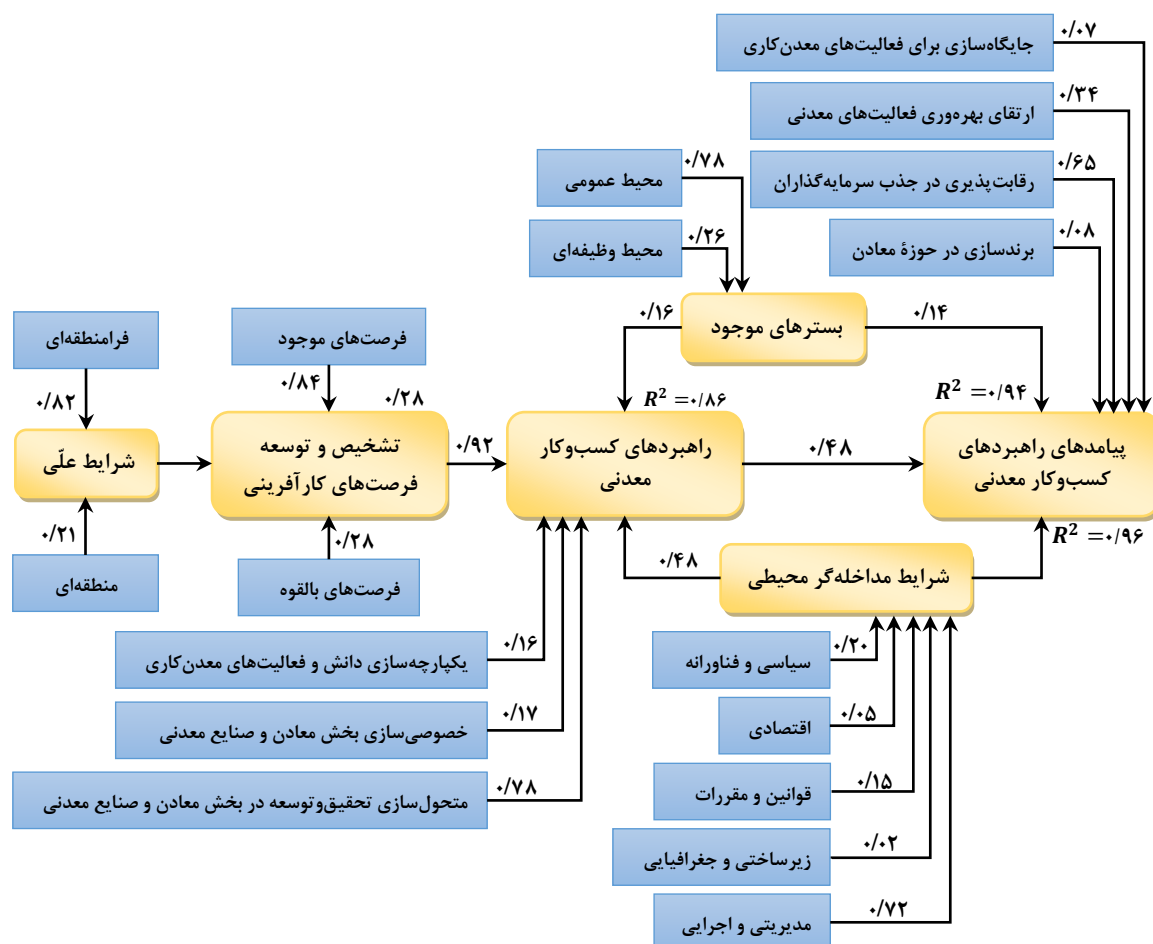 جایگاه‌سازی برای فعالیت‌های معدن‌کاری
۰/۰۷
ارتقای بهره‌وری فعالیت‌های معدنی
۰/۳۴
رقابت‌پذیری در جذب سرمایه‌گذاران
۰/۶۵
برندسازی در حوزهٔ معادن
۰/۰۸
محیط عمومی
۰/۷۸
محیط وظیفه‌ای
۰/۲۶
بسترهای موجود
۰/۱۶
۰/۱۴
فرامنطقه‌ای
۰/۸۲
شرایط علّی
۰/۲۱
منطقه‌ای
فرصت‌های موجود
۰/۸۴
۰/۲۸
تشخیص و توسعه
فرصت‌های کارآفرینی
۰/۲۸
فرصت‌های بالقوه
۰/۹۲
R² =۰/۸۶
راهبردهای کسب‌وکار
معدنی
۰/۴۸
R² =۰/۹۴
پیامدهای راهبردهای
کسب‌وکار معدنی
R² =۰/۹۶
۰/۴۸
شرایط مداخله‌گر محیطی
یکپارچه‌سازی دانش و فعالیت‌های معدن‌کاری
۰/۱۶
خصوصی‌سازی بخش معادن و صنایع معدنی
۰/۱۷
متحول‌سازی تحقیق‌وتوسعه در بخش معادن و صنایع معدنی
۰/۷۸
سیاسی و فناورانه
۰/۲۰
اقتصادی
۰/۰۵
قوانین و مقررات
۰/۱۵
زیرساختی و جغرافیایی
۰/۰۲
مدیریتی و اجرایی
۰/۷۲